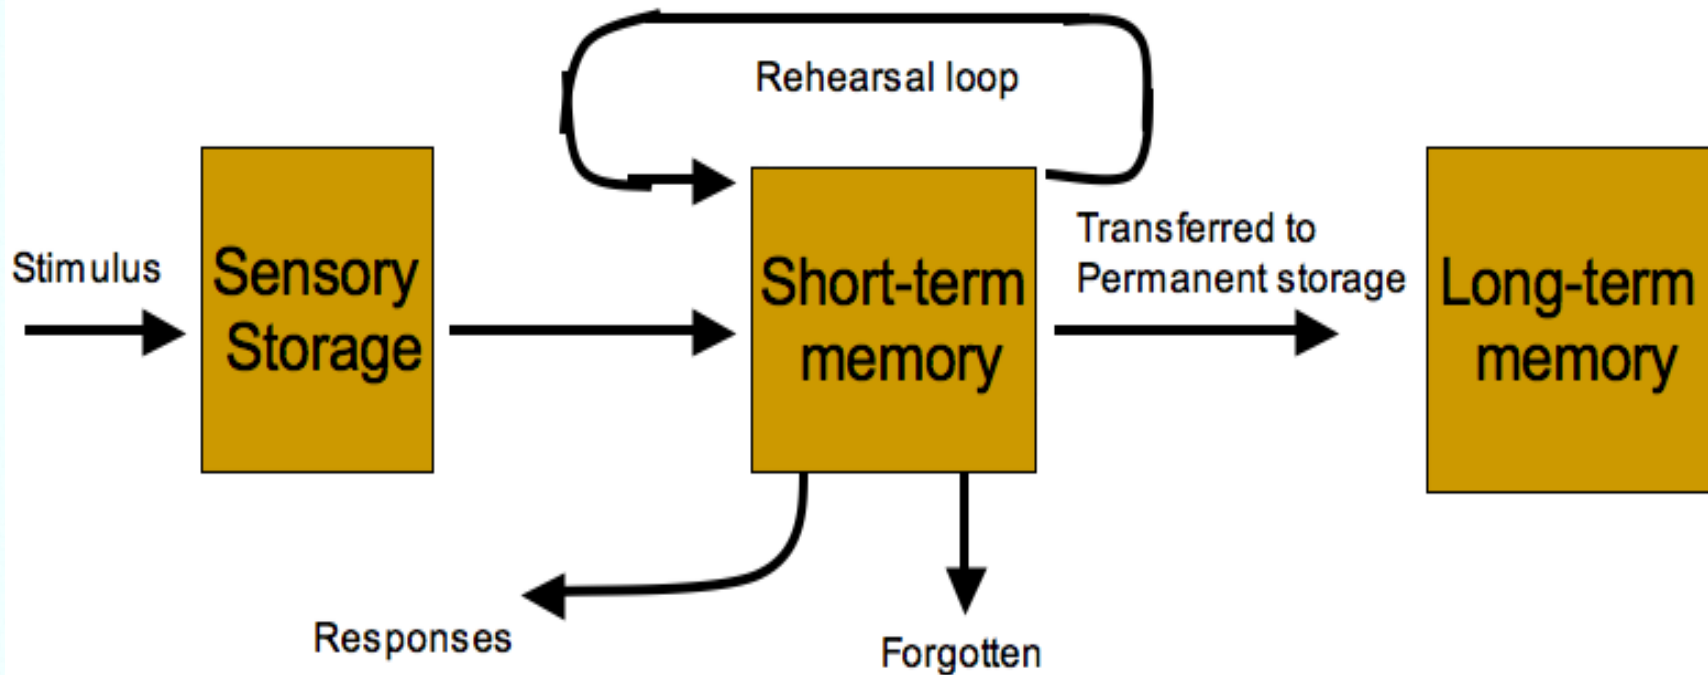 Rehearsal loop
Stimulus
Sensory
Storage
Short-term
memory
Transferred to
Permanent storage
Long-term
memory
Responses
Forgotten